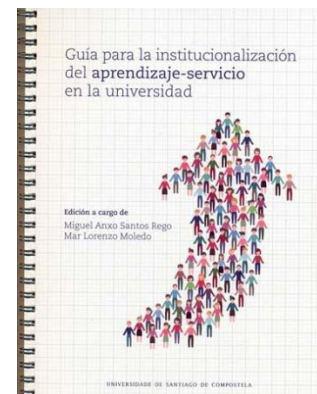 Guía para la institucionalización
del aprendizaje-servicio
en la universidad
Edición a cargo de
Miguel Anxo Santos Rego
Mar Lorenzo Moledo
UNIVERSIDADE DE SANTIAGO DE COMPOSTELA